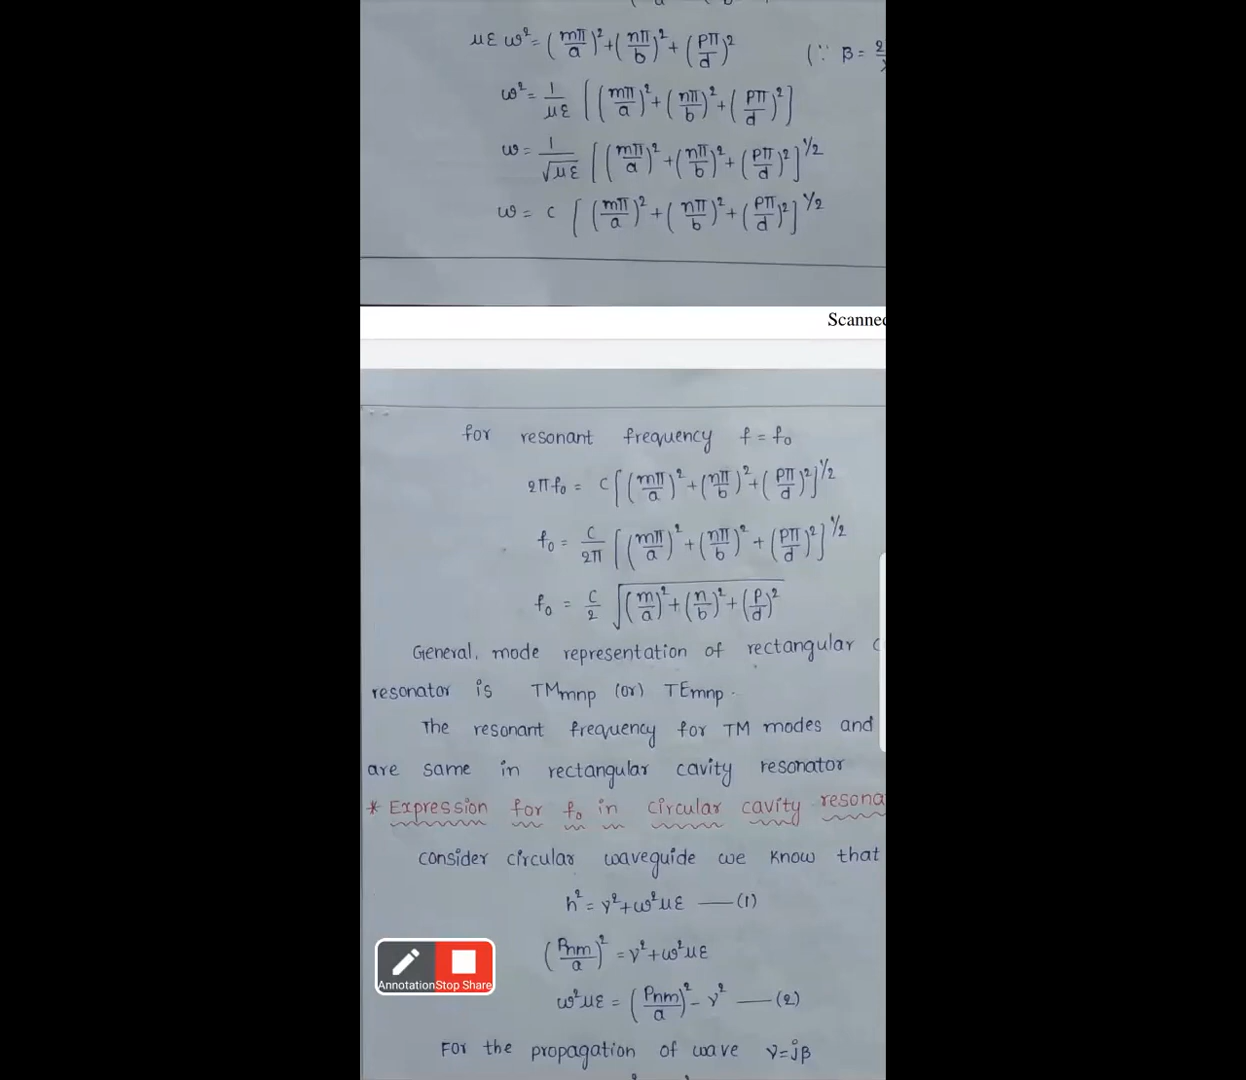 με ω² = (mπ/a)² + (nπ/b)² + (pπ/d)² (∵ β =
ω² = 1/με [(mπ/a)² + (nπ/b)² + (pπ/d)²]
ω = 1/√με [(mπ/a)² + (nπ/b)² + (pπ/d)²]^1/2
ω = c [(mπ/a)² + (nπ/b)² + (pπ/d)²]^1/2
Scanned
for resonant frequency f = f₀
2πf₀ = c[(mπ/a)² + (nπ/b)² + (pπ/d)²]^1/2
f₀ = c/2π [(mπ/a)² + (nπ/b)² + (pπ/d)²]^1/2
f₀ = c/2 √(m/a)² + (n/b)² + (p/d)²
General, mode representation of rectangular c
resonator is TMmnp (or) TEmnp.
The resonant frequency for TM modes and
are same in rectangular cavity resonator
* Expression for f₀ in circular cavity resona
consider circular waveguide we know that
h² = γ² + ω²με —— (1)
(Pnm/a)² = γ² + ω²με
ω²με = (Pnm/a)² - γ² —— (2)
Annotation Stop Share
For the propagation of wave γ = jβ